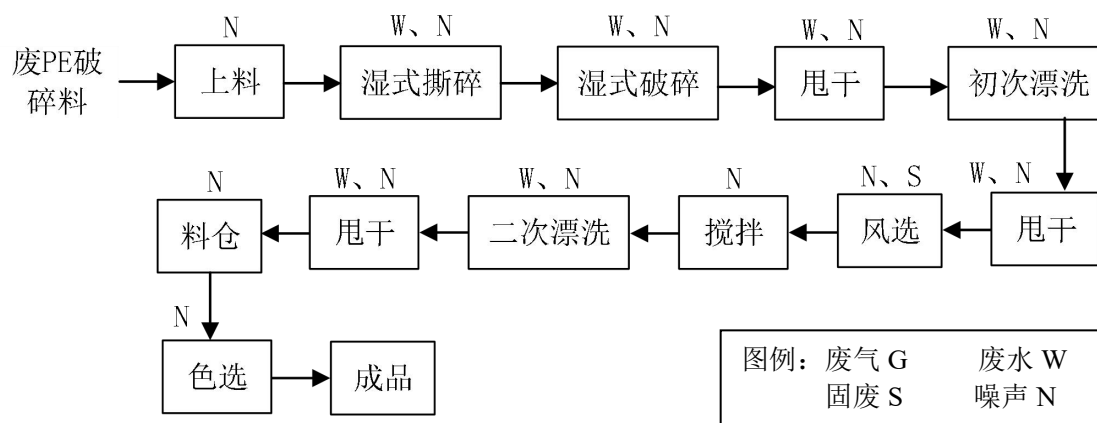 N
W、N
W、N
W、N
W、N
废PE破
碎料
上料
湿式撕碎
湿式破碎
甩干
初次漂洗
N
W、N
W、N
N
N、S
W、N
料仓
甩干
二次漂洗
搅拌
风选
甩干
N
色选
成品
图例：废气 G 废水 W
固废 S 噪声 N